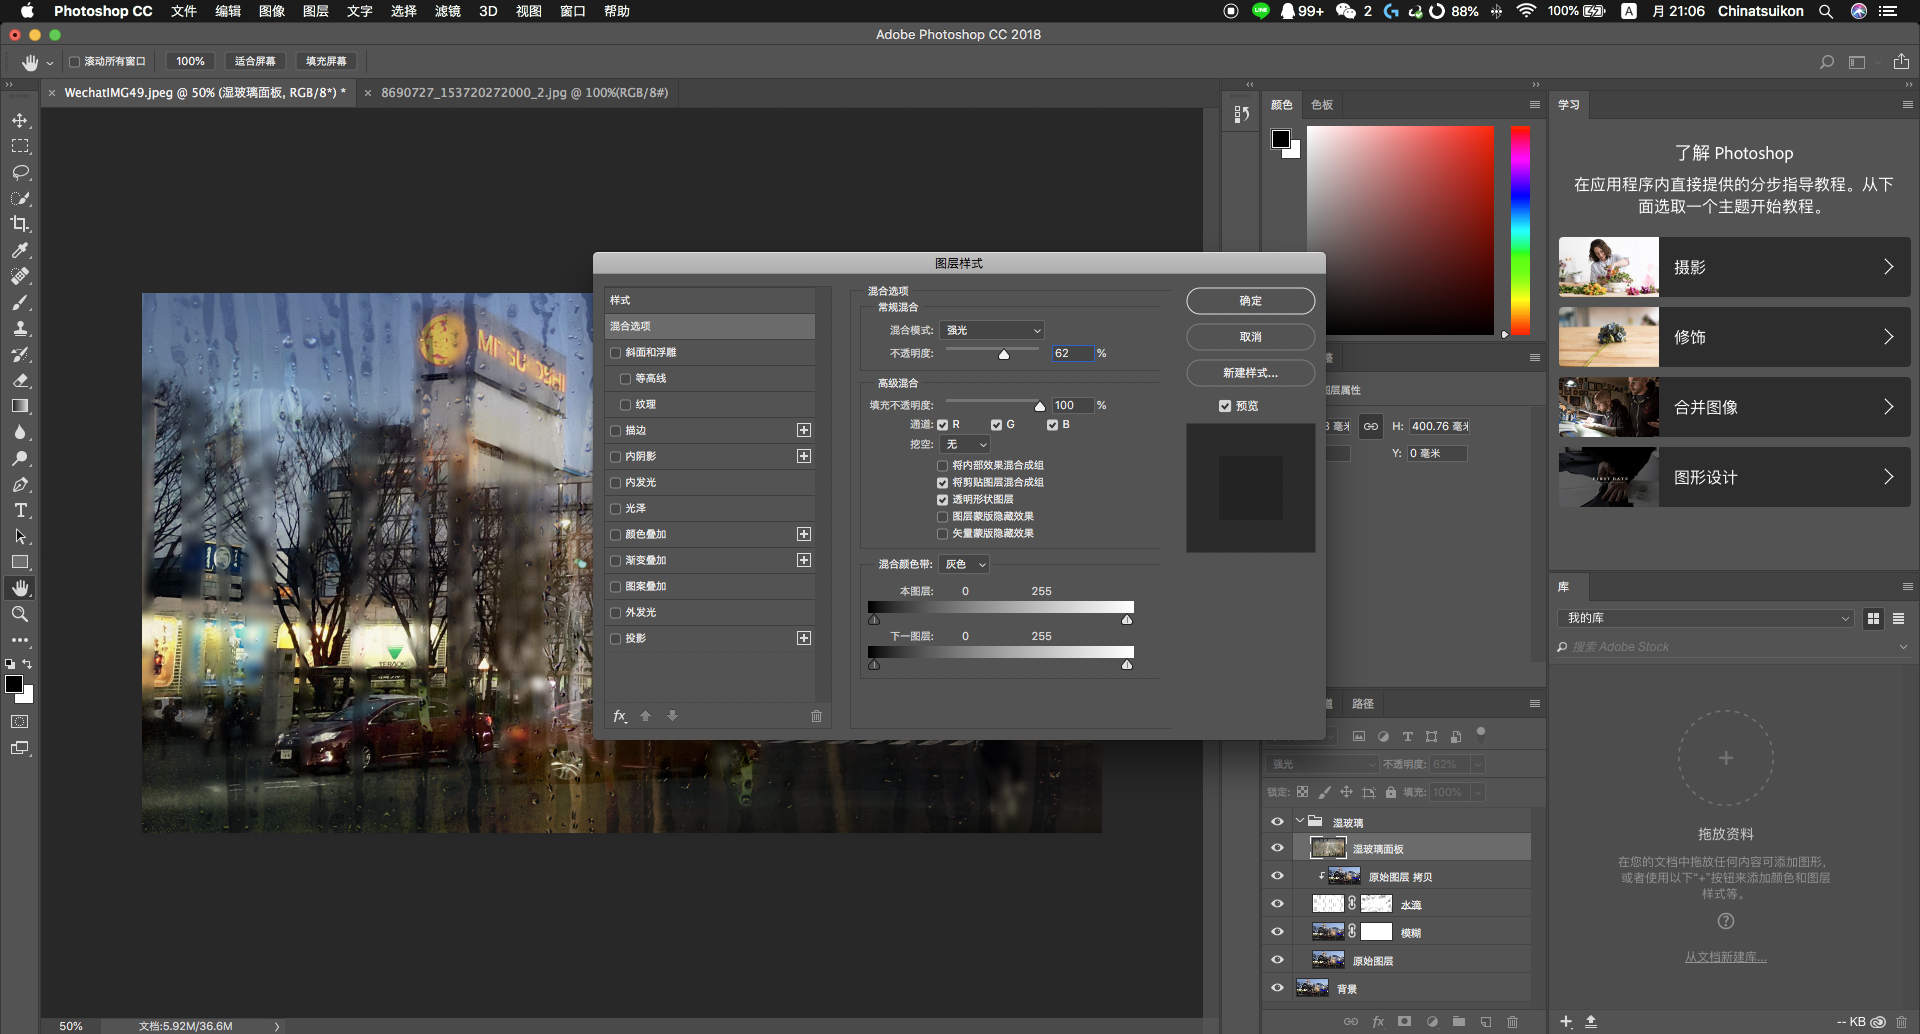 Photoshop CC 文件 编辑 图像 图层 文字 选择 滤镜 3D 视图 窗口 帮助
LINE 99+ 2 88% 100% A 月 21:06 Chinatsuikon
Adobe Photoshop CC 2018
滚动所有窗口 100% 适合屏幕 填充屏幕
WechatIMG49.jpeg @ 50% (湿玻璃面板, RGB/8*) *
8690727_153720272000_2.jpg @ 100%(RGB/8#)
颜色 色板
学习
了解 Photoshop
在应用程序内直接提供的分步指导教程。从下
面选取一个主题开始教程。
摄影
修饰
合并图像
FIRST DATE
图形设计
图层样式
样式
混合选项
斜面和浮雕
等高线
纹理
描边
内阴影
内发光
光泽
颜色叠加
渐变叠加
图案叠加
外发光
投影
fx
混合选项
常规混合
混合模式: 强光
不透明度: 62 %
高级混合
填充不透明度: 100 %
通道: R G B
挖空: 无
将内部效果混合成组
将剪贴图层混合成组
透明形状图层
图层蒙版隐藏效果
矢量蒙版隐藏效果
混合颜色带: 灰色
本图层: 0 255
下一图层: 0 255
确定
取消
新建样式...
预览
图层属性
H: 400.76 毫米
Y: 0 毫米
路径
强光 不透明度: 62%
锁定: 填充: 100%
湿玻璃
湿玻璃面板
原始图层 拷贝
水滴
模糊
原始图层
背景
fx
库
我的库
搜索 Adobe Stock
拖放资料
在您的文档中拖放任何内容可添加图形,
或者使用以下"+"按钮来添加颜色和图层
样式等。
从文档新建库...
-- KB
50% 文档:5.92M/36.6M